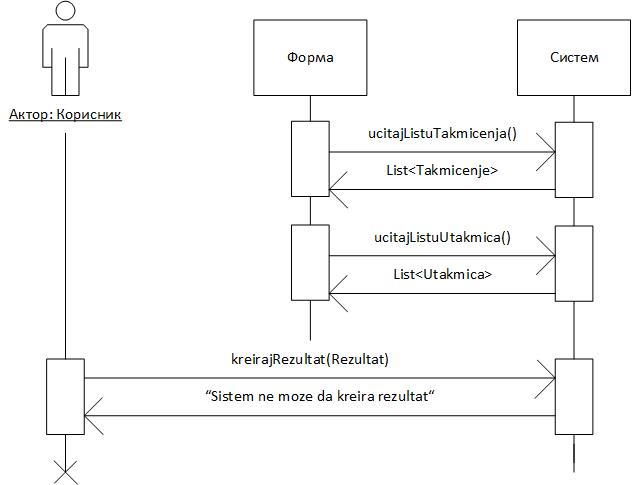 Форма
Систем
Актор: Корисник
ucitajListuTakmicenja()
List<Takmicenje>
ucitajListuUtakmica()
List<Utakmica>
kreirajRezultat(Rezultat)
“Sistem ne moze da kreira rezultat“